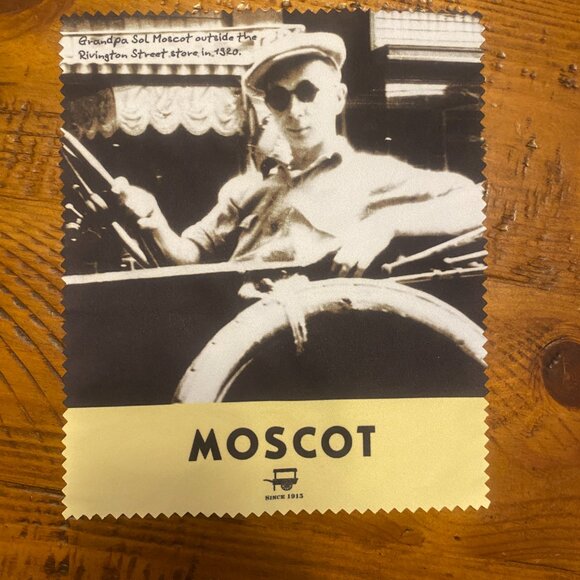 Grandpa Sol Moscot outside the
Rivington Street store in 1920.
MOSCOT
SINCE 1915